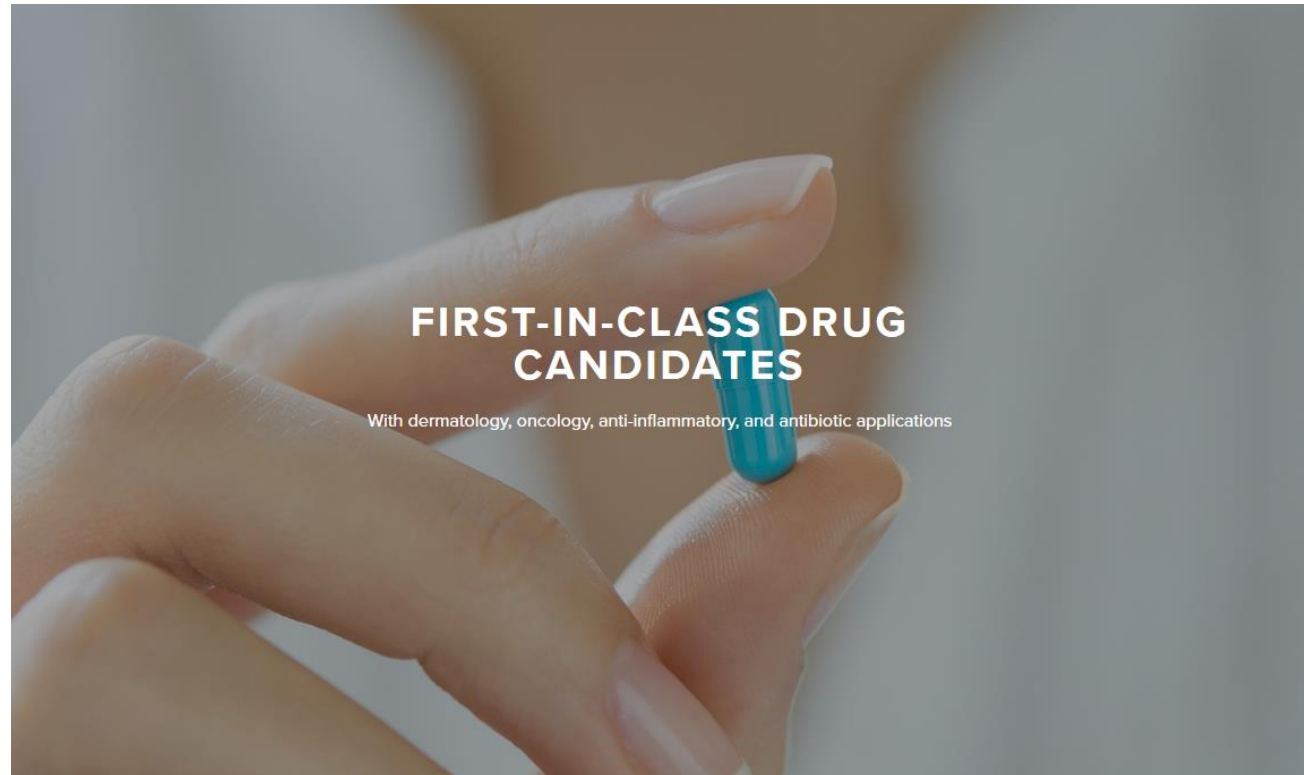 FIRST-IN-CLASS DRUG
CANDIDATES
With dermatology, oncology, anti-inflammatory, and antibiotic applications